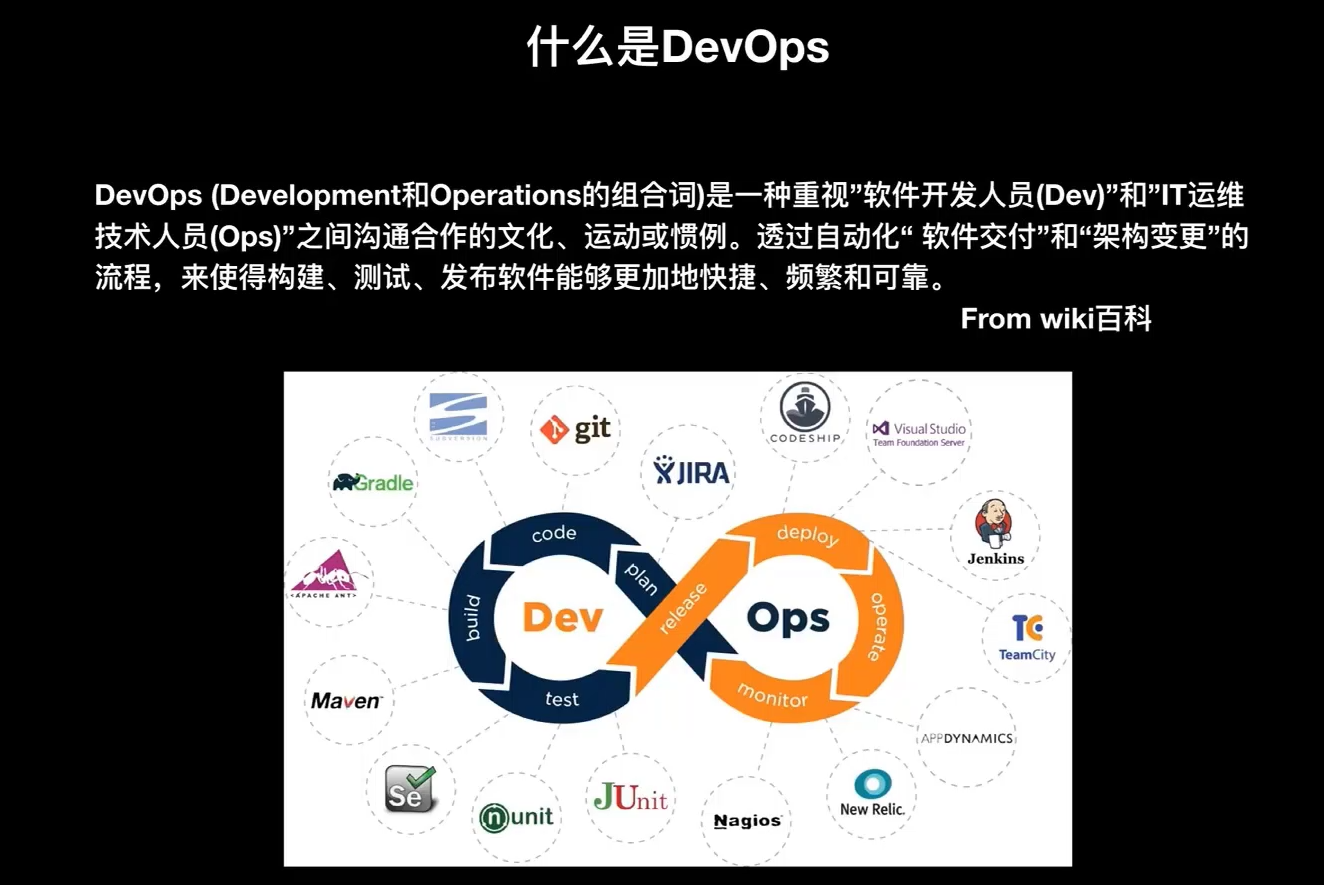 什么是DevOps
DevOps (Development和Operations的组合词)是一种重视”软件开发人员(Dev)”和”IT运维
技术人员(Ops)”之间沟通合作的文化、运动或惯例。透过自动化“ 软件交付”和“架构变更”的
流程，来使得构建、测试、发布软件能够更加地快捷、频繁和可靠。
From wiki百科
SUBVERSION
git
CODESHIP
Visual Studio
Team Foundation Server
JIRA
Gradle
code
deploy
Jenkins
plan
APACHE ANT
build
Dev
release
Ops
operate
TeamCity
TC
test
monitor
Maven™
APPDYNAMICS
Se
nunit
JUnit
Nagios
New Relic.